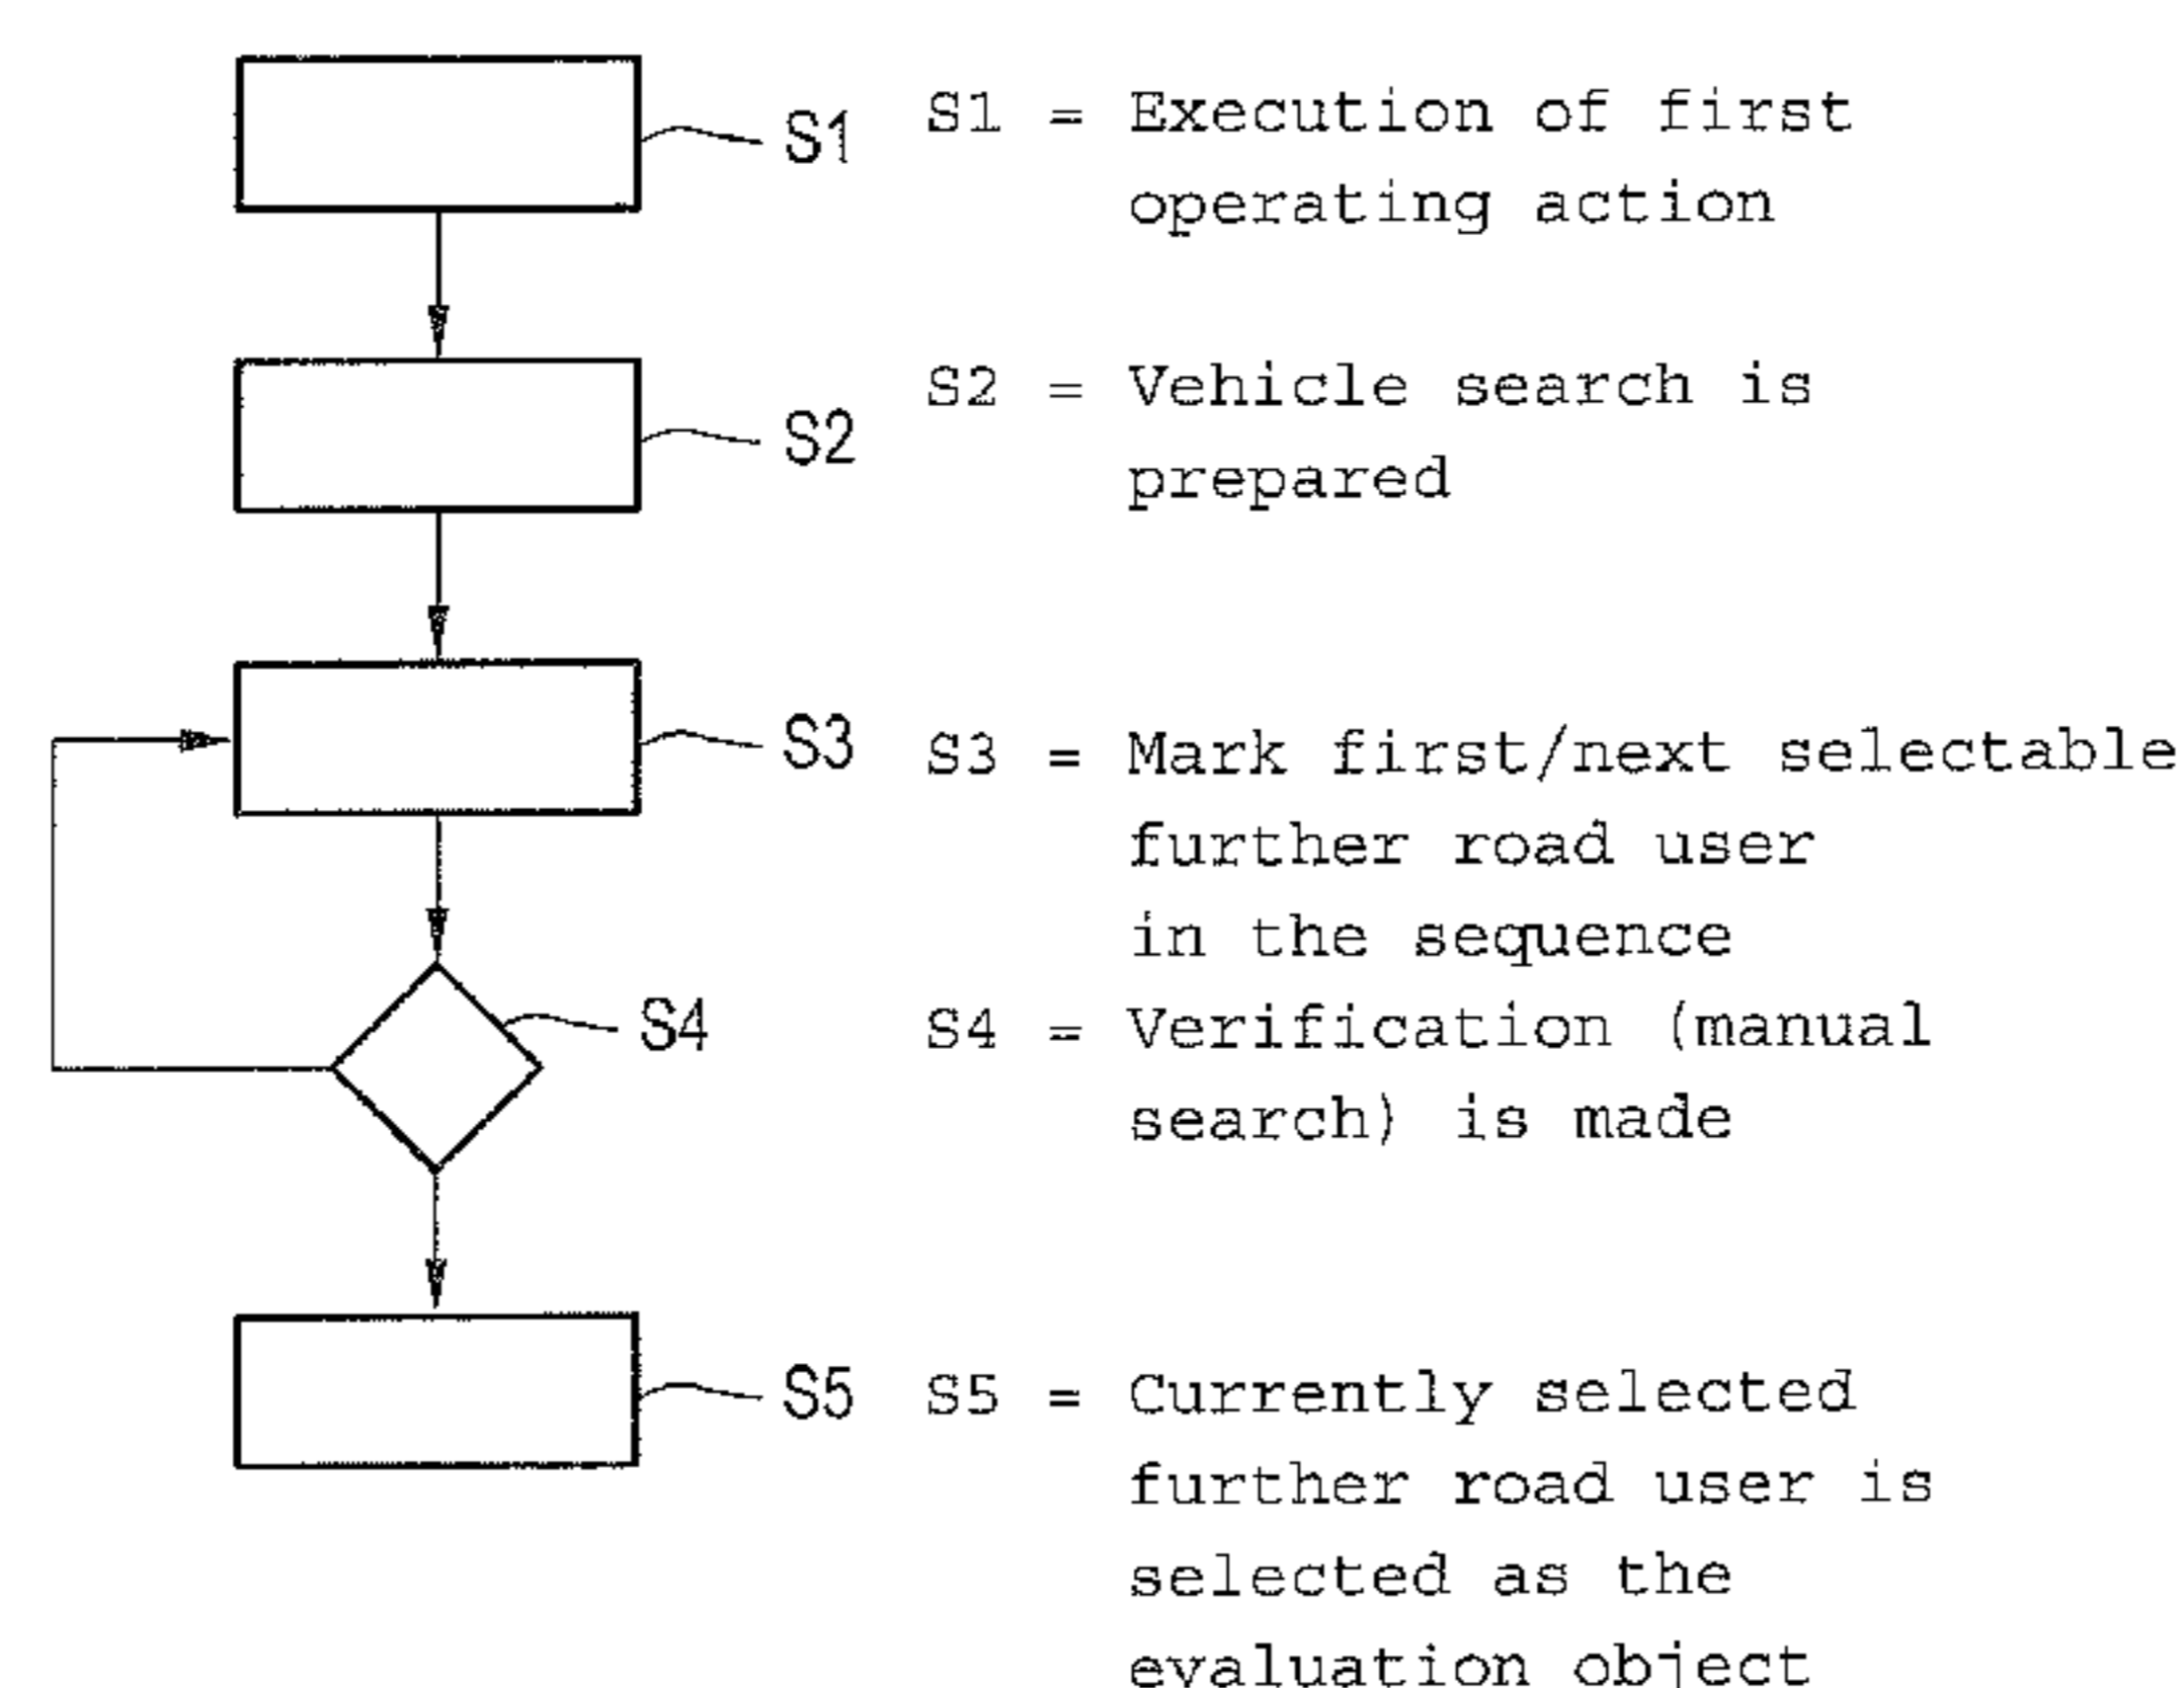 S1
S1 = Execution of first
operating action
S2
S2 = Vehicle search is
prepared
S3
S3 = Mark first/next selectable
further road user
in the sequence
S4
S4 = Verification (manual
search) is made
S5
S5 = Currently selected
further road user is
selected as the
evaluation object